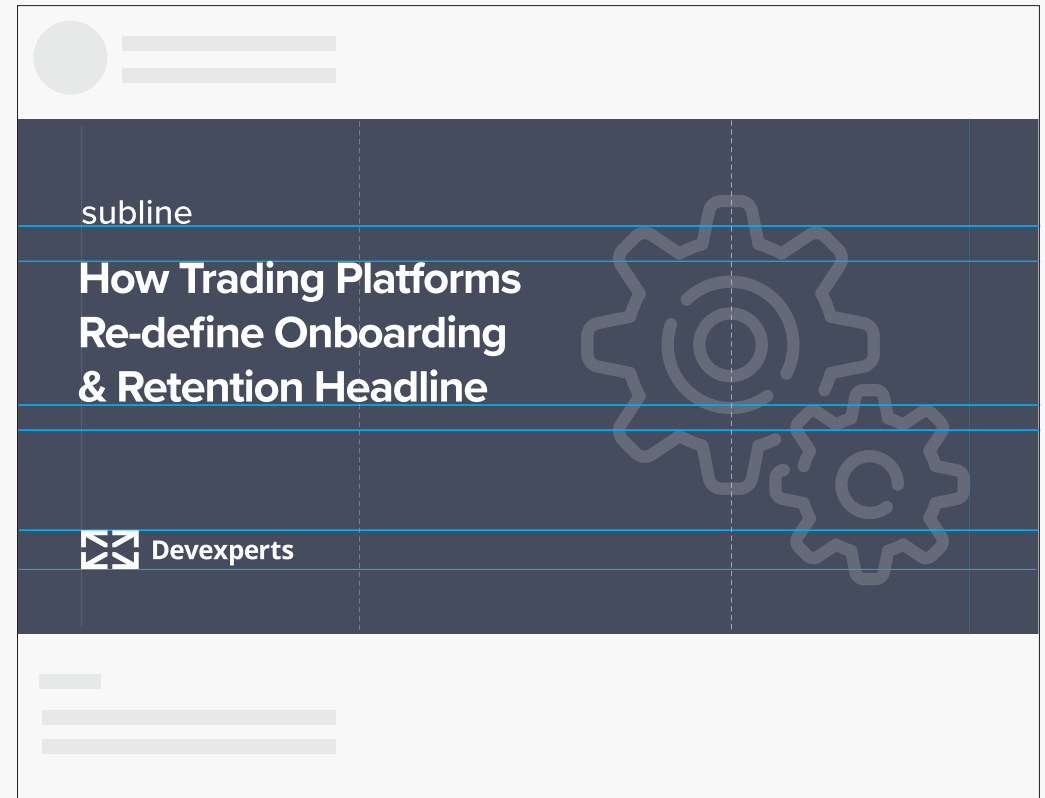 subline
How Trading Platforms
Re-define Onboarding
& Retention Headline
Devexperts